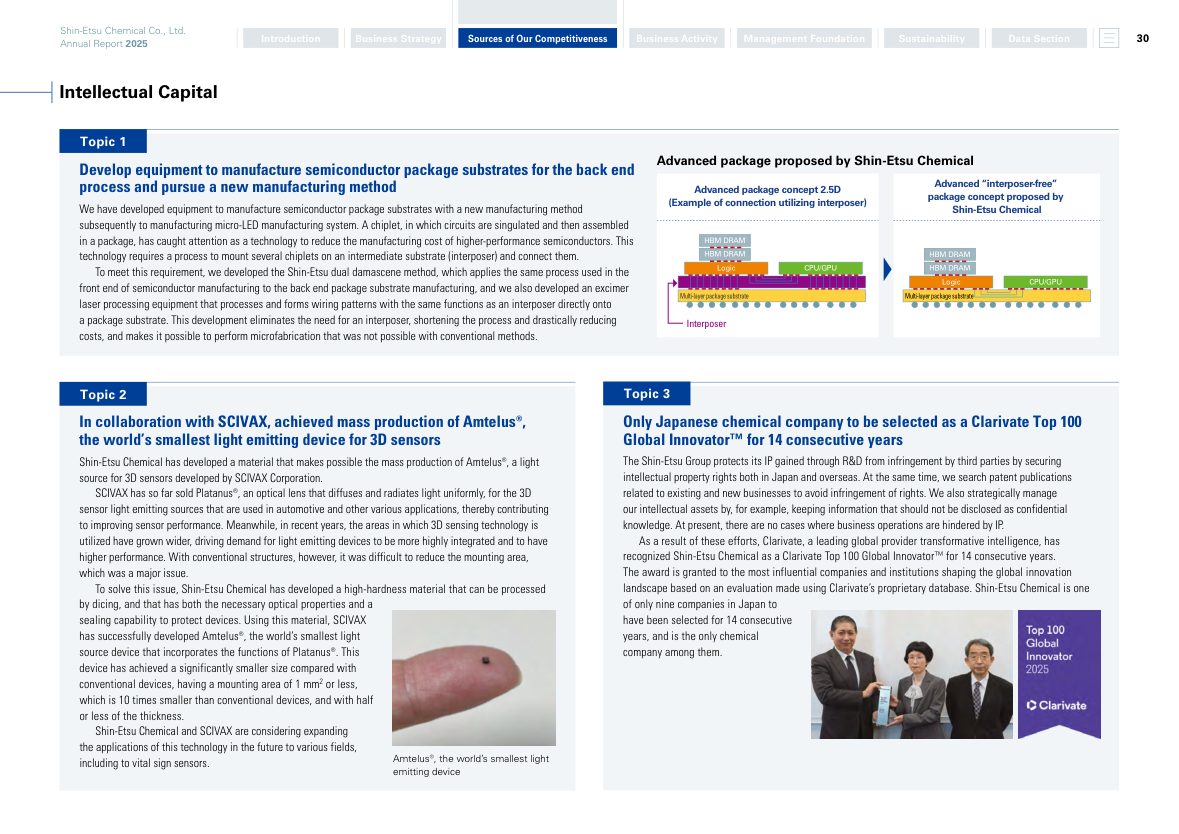 Shin-Etsu Chemical Co., Ltd.
Annual Report 2025
Introduction
Business Strategy
Sources of Our Competitiveness
Business Activity
Management Foundation
Sustainability
Data Section
30
Intellectual Capital
Topic 1
Develop equipment to manufacture semiconductor package substrates for the back end
process and pursue a new manufacturing method
We have developed equipment to manufacture semiconductor package substrates with a new manufacturing method
subsequently to manufacturing micro-LED manufacturing system. A chiplet, in which circuits are singulated and then assembled
in a package, has caught attention as a technology to reduce the manufacturing cost of higher-performance semiconductors. This
technology requires a process to mount several chiplets on an intermediate substrate (interposer) and connect them.
To meet this requirement, we developed the Shin-Etsu dual damascene method, which applies the same process used in the
front end of semiconductor manufacturing to the back end package substrate manufacturing, and we also developed an excimer
laser processing equipment that processes and forms wiring patterns with the same functions as an interposer directly onto
a package substrate. This development eliminates the need for an interposer, shortening the process and drastically reducing
costs, and makes it possible to perform microfabrication that was not possible with conventional methods.
Advanced package proposed by Shin-Etsu Chemical
Advanced package concept 2.5D
(Example of connection utilizing interposer)
HBM DRAM
HBM DRAM
Logic
CPU/GPU
Multi-layer package substrate
Interposer
Advanced “interposer-free”
package concept proposed by
Shin-Etsu Chemical
HBM DRAM
HBM DRAM
Logic
CPU/GPU
Multi-layer package substrate
Topic 2
In collaboration with SCIVAX, achieved mass production of Amtelus®,
the world’s smallest light emitting device for 3D sensors
Shin-Etsu Chemical has developed a material that makes possible the mass production of Amtelus®, a light
source for 3D sensors developed by SCIVAX Corporation.
SCIVAX has so far sold Platanus®, an optical lens that diffuses and radiates light uniformly, for the 3D
sensor light emitting sources that are used in automotive and other various applications, thereby contributing
to improving sensor performance. Meanwhile, in recent years, the areas in which 3D sensing technology is
utilized have grown wider, driving demand for light emitting devices to be more highly integrated and to have
higher performance. With conventional structures, however, it was difficult to reduce the mounting area,
which was a major issue.
To solve this issue, Shin-Etsu Chemical has developed a high-hardness material that can be processed
by dicing, and that has both the necessary optical properties and a
sealing capability to protect devices. Using this material, SCIVAX
has successfully developed Amtelus®, the world’s smallest light
source device that incorporates the functions of Platanus®. This
device has achieved a significantly smaller size compared with
conventional devices, having a mounting area of 1 mm² or less,
which is 10 times smaller than conventional devices, and with half
or less of the thickness.
Shin-Etsu Chemical and SCIVAX are considering expanding
the applications of this technology in the future to various fields,
including to vital sign sensors.
Amtelus®, the world’s smallest light
emitting device
Topic 3
Only Japanese chemical company to be selected as a Clarivate Top 100
Global Innovator™ for 14 consecutive years
The Shin-Etsu Group protects its IP gained through R&D from infringement by third parties by securing
intellectual property rights both in Japan and overseas. At the same time, we search patent publications
related to existing and new businesses to avoid infringement of rights. We also strategically manage
our intellectual assets by, for example, keeping information that should not be disclosed as confidential
knowledge. At present, there are no cases where business operations are hindered by IP.
As a result of these efforts, Clarivate, a leading global provider transformative intelligence, has
recognized Shin-Etsu Chemical as a Clarivate Top 100 Global Innovator™ for 14 consecutive years.
The award is granted to the most influential companies and institutions shaping the global innovation
landscape based on an evaluation made using Clarivate’s proprietary database. Shin-Etsu Chemical is one
of only nine companies in Japan to
have been selected for 14 consecutive
years, and is the only chemical
company among them.
Top 100
Global
Innovator
2025
Clarivate